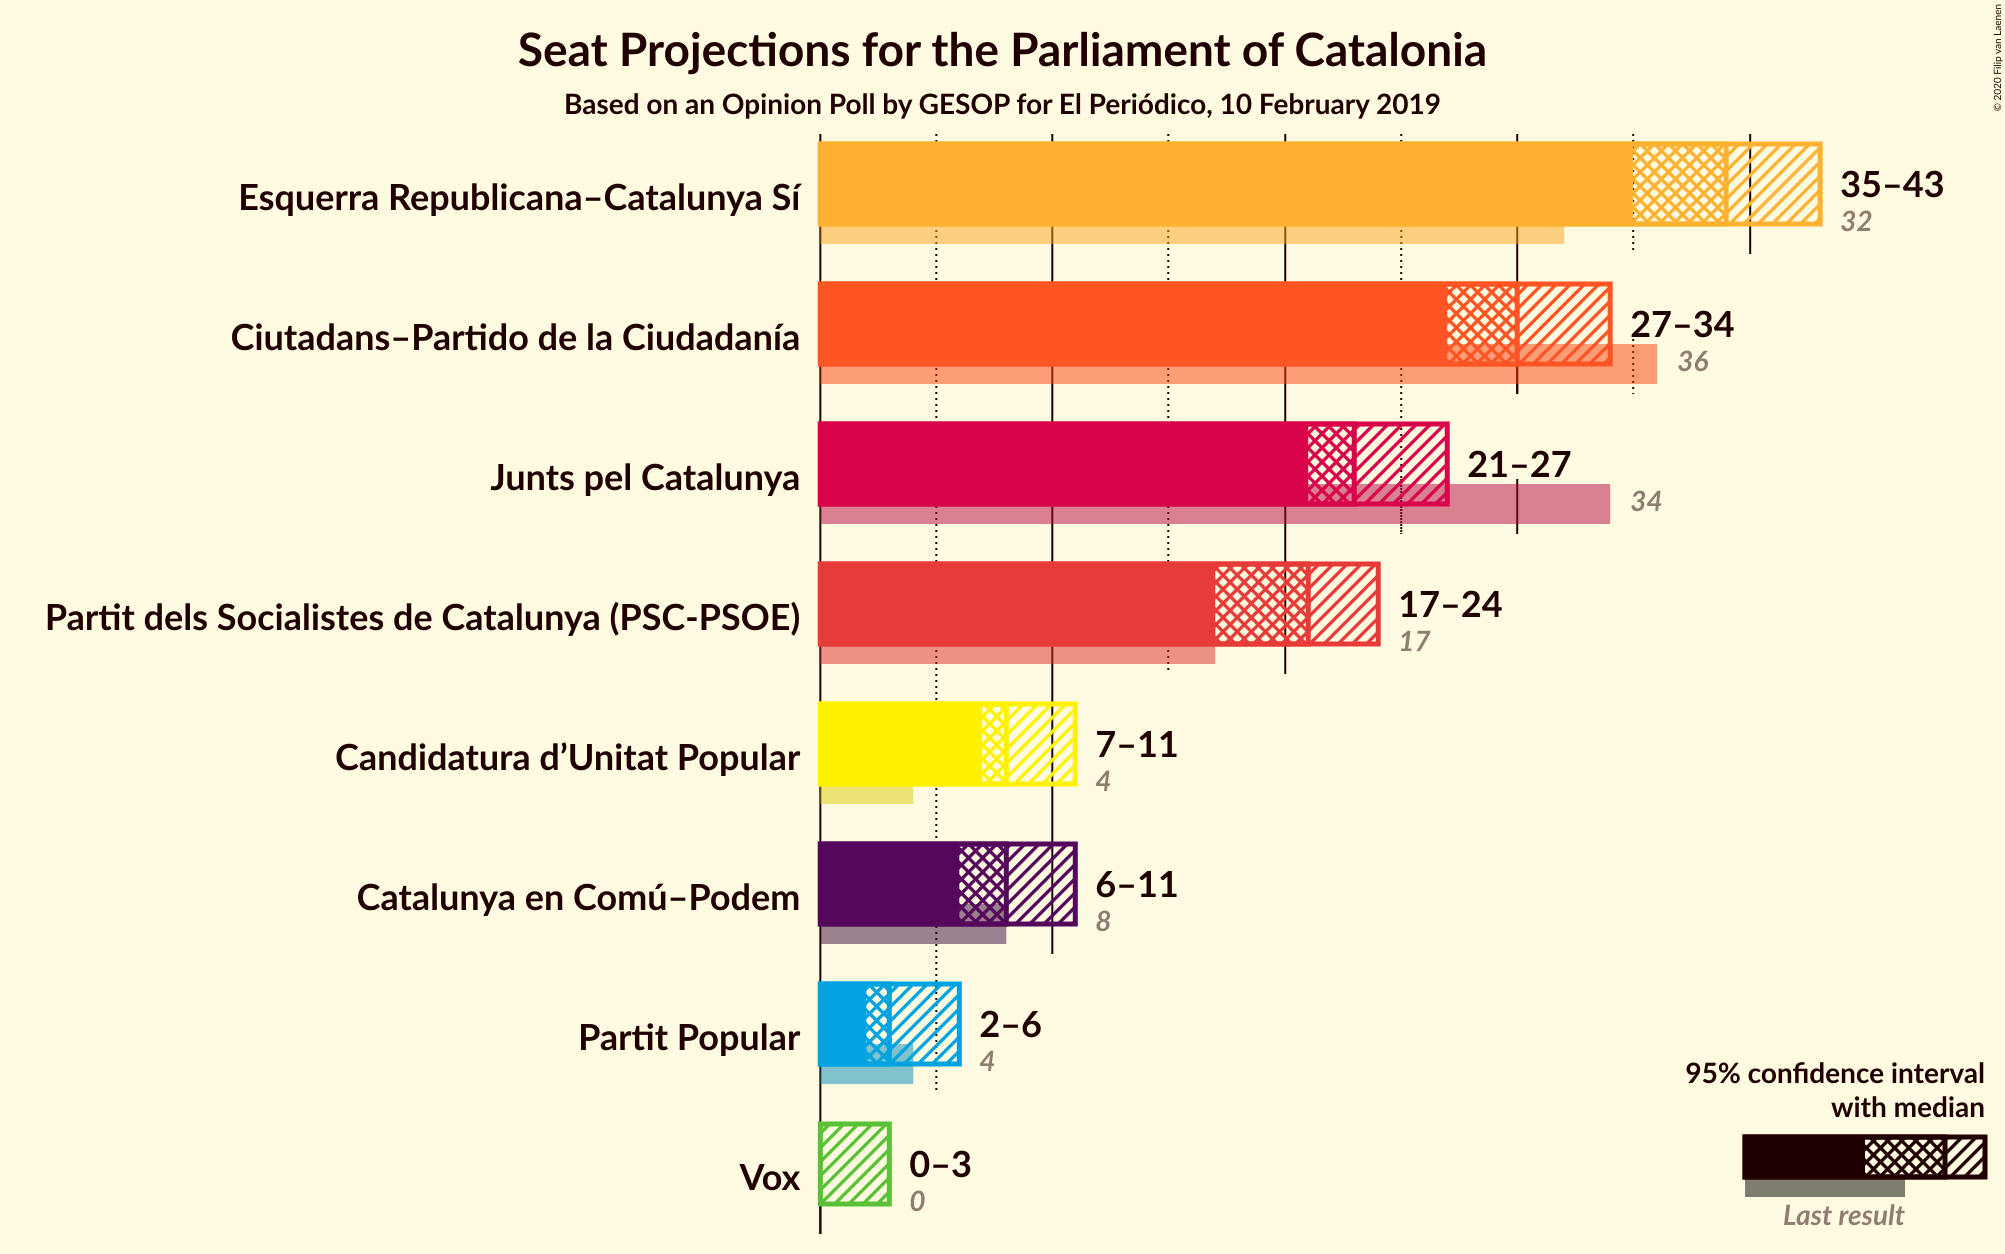 Seat Projections for the Parliament of Catalonia
Based on an Opinion Poll by GESOP for El Periódico, 10 February 2019
© 2020 Filip van Laenen
Esquerra Republicana–Catalunya Sí
35–43
32
Ciutadans–Partido de la Ciudadanía
27–34
36
Junts pel Catalunya
21–27
34
Partit dels Socialistes de Catalunya (PSC-PSOE)
17–24
17
Candidatura d’Unitat Popular
7–11
4
Catalunya en Comú–Podem
6–11
8
Partit Popular
2–6
4
Vox
0–3
0
95% confidence interval
with median
Last result